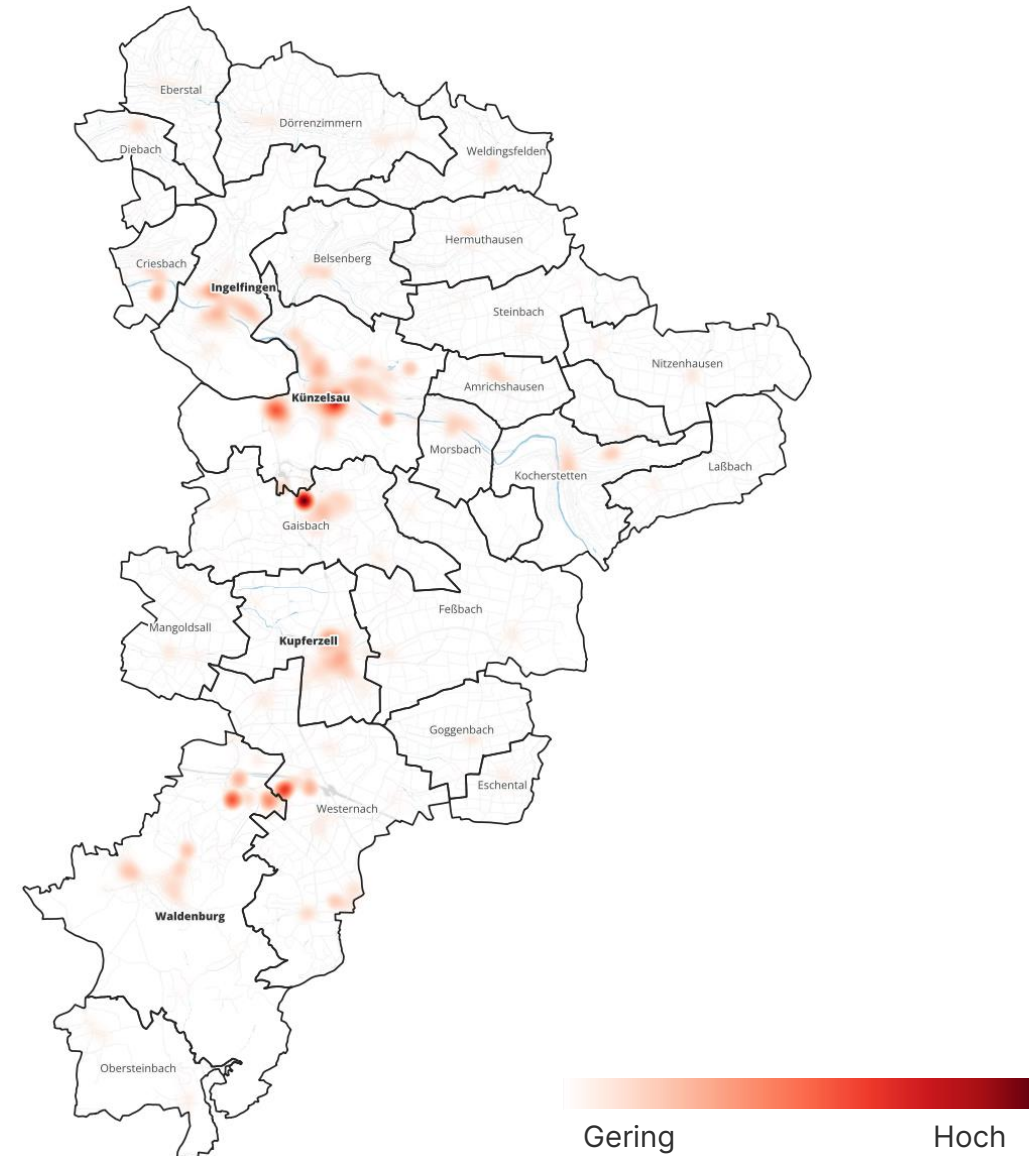 Eberstal
Dörrenzimmern
Diebach
Weldingsfelden
Hermuthausen
Belsenberg
Criesbach
Ingelfingen
Steinbach
Nitzenhausen
Amrichshausen
Künzelsau
Morsbach
Laßbach
Kocherstetten
Gaisbach
Feßbach
Mangoldsall
Kupferzell
Goggenbach
Eschental
Westernach
Waldenburg
Obersteinbach
Gering
Hoch